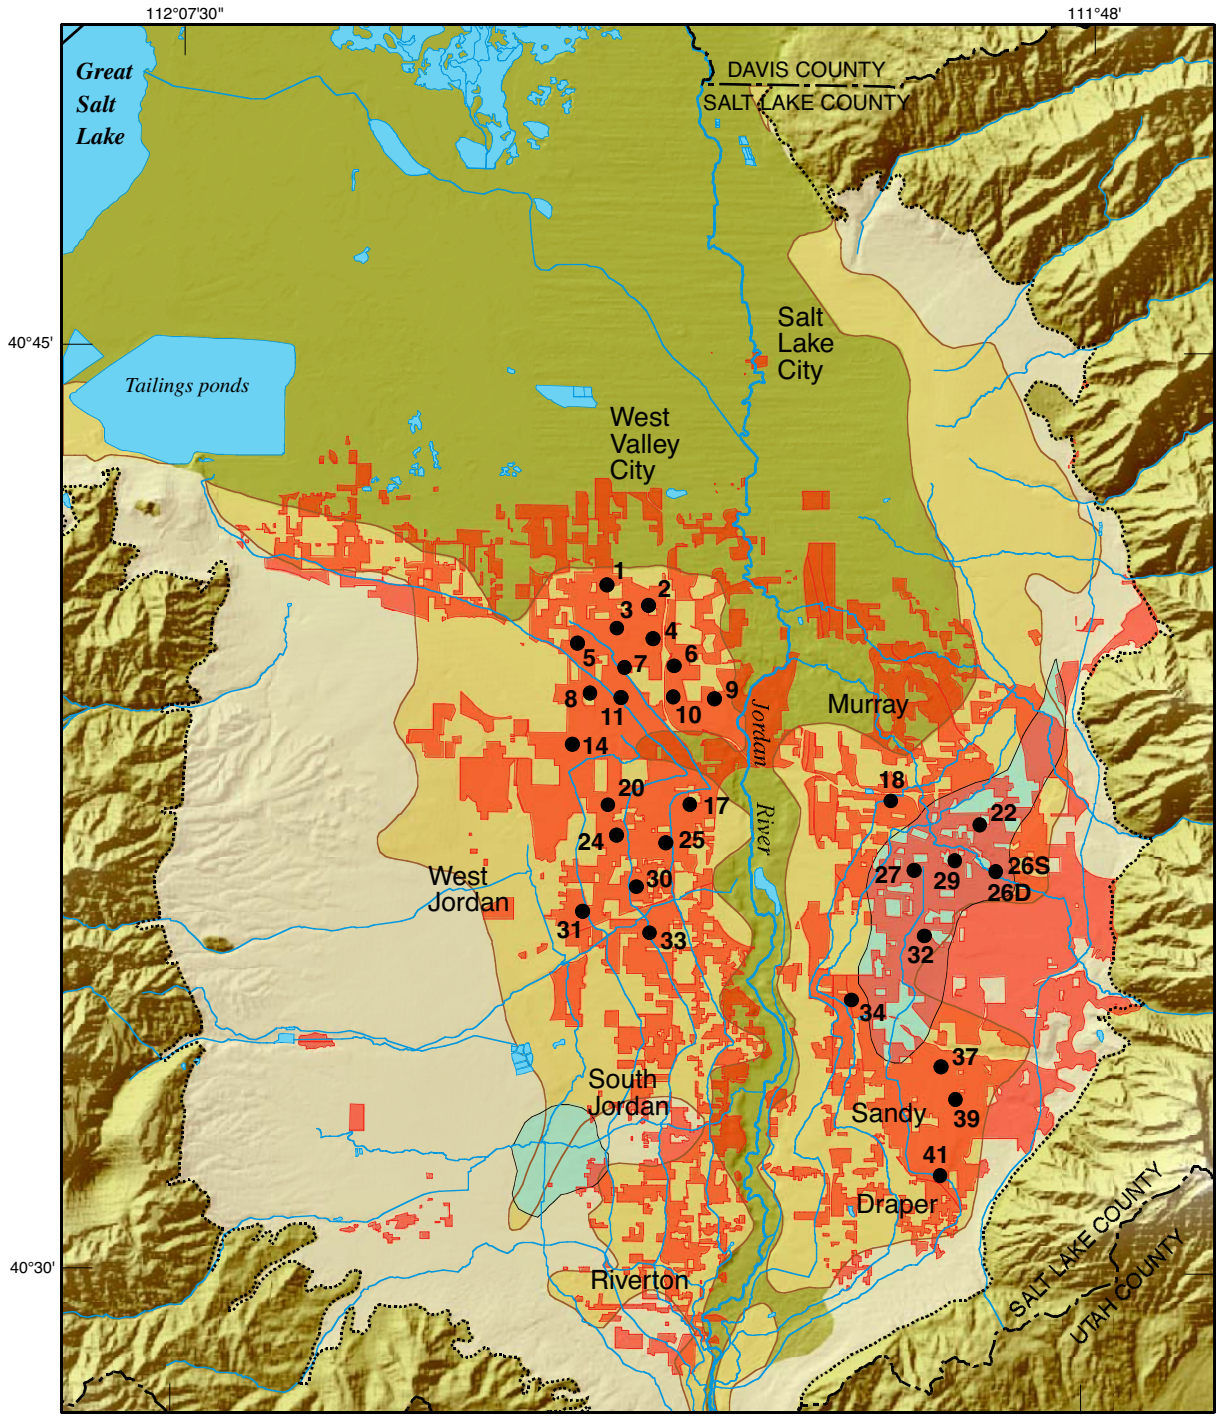 112°07'30"
111°48'
Great
Salt
Lake
DAVIS COUNTY
SALT LAKE COUNTY
40°45'
Salt
Lake
City
Tailings ponds
West
Valley
City
1
2
3
4
5
7
6
8
11
10
9
Murray
Jordan
River
14
18
20
17
22
24
25
27
29
26S
26D
West
Jordan
30
31
33
32
34
37
South
Jordan
Sandy
39
41
Draper
40°30'
Riverton
SALT LAKE COUNTY
UTAH COUNTY